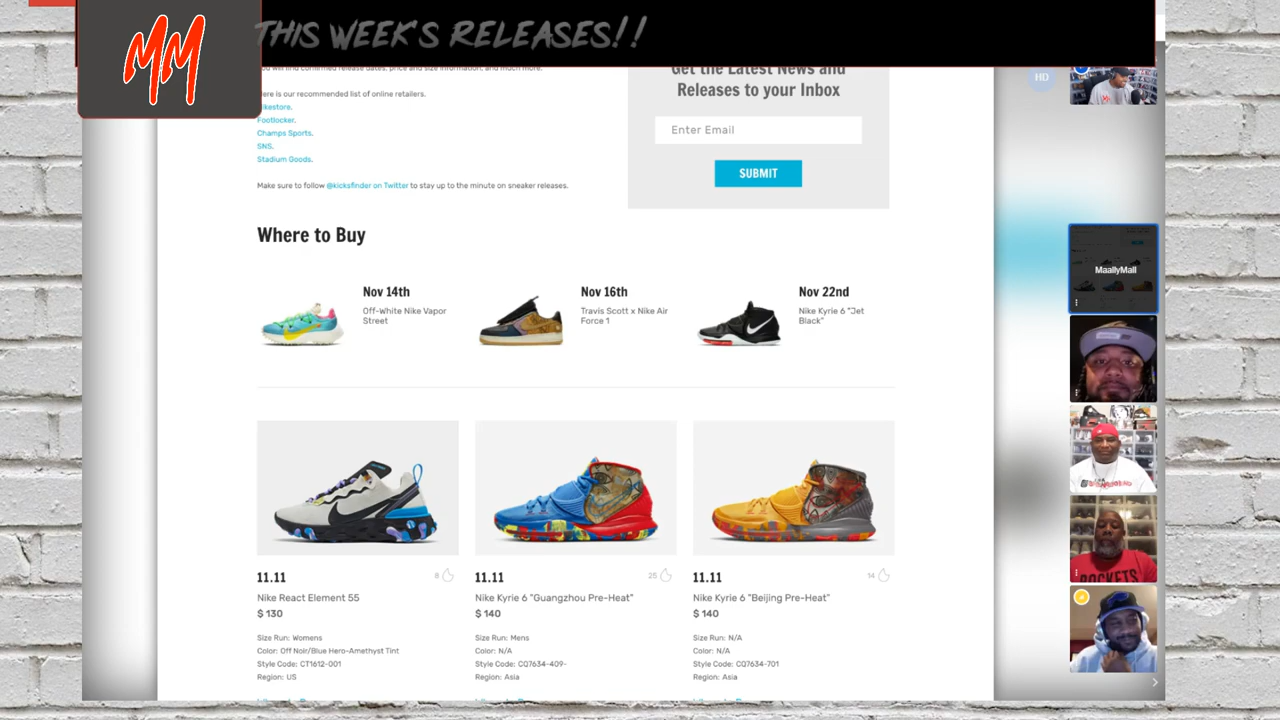 MM
THIS WEEK'S RELEASES!!
HD
You will find confirmed release dates, price and size information, and much more.
Here is our recommended list of online retailers.
Nikestore.
Footlocker.
Champs Sports.
SNS.
Stadium Goods.
Make sure to follow @kicksfinder on Twitter to stay up to the minute on sneaker releases.
Get the Latest News and
Releases to your Inbox
Enter Email
SUBMIT
Where to Buy
Nov 14th
Off-White Nike Vapor
Street
Nov 16th
Travis Scott x Nike Air
Force 1
Nov 22nd
Nike Kyrie 6 "Jet
Black"
11.11
8
Nike React Element 55
$ 130
Size Run: Womens
Color: Off Noir/Blue Hero-Amethyst Tint
Style Code: CT1612-001
Region: US
11.11
25
Nike Kyrie 6 "Guangzhou Pre-Heat"
$ 140
Size Run: Mens
Color: N/A
Style Code: CQ7634-409-
Region: Asia
11.11
14
Nike Kyrie 6 "Beijing Pre-Heat"
$ 140
Size Run: N/A
Color: N/A
Style Code: CQ7634-701
Region: Asia
MaallyMall
ROCKETS